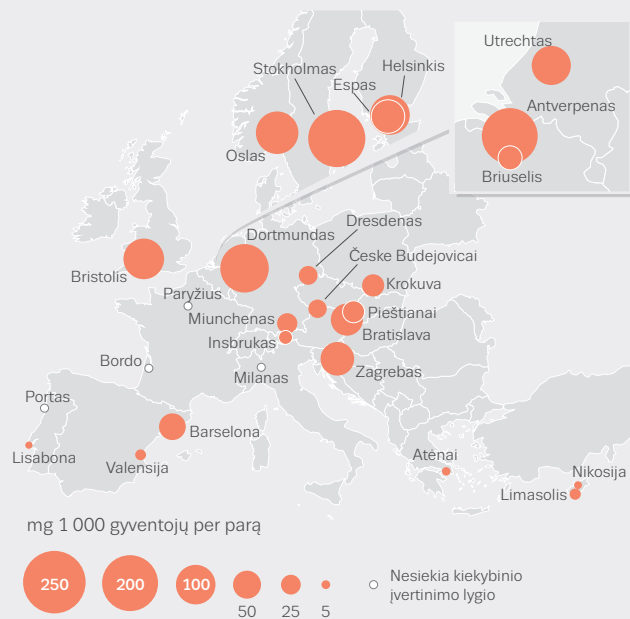 Utrechtas
Stokholmas
Helsinkis
Espas
Antverpenas
Oslas
Briuselis
Dresdenas
Dortmundas
Česke Budejovicai
Bristolis
Krokuva
Paryžius
Miunchenas
Pieštianai
Bratislava
Insbrukas
Bordo
Milanas
Zagrebas
Portas
Barselona
Lisabona
Valensija
Atėnai
Nikosija
Limasolis
mg 1 000 gyventojų per parą
250
200
100
50
25
5
Nesiekia kiekybinio
įvertinimo lygio